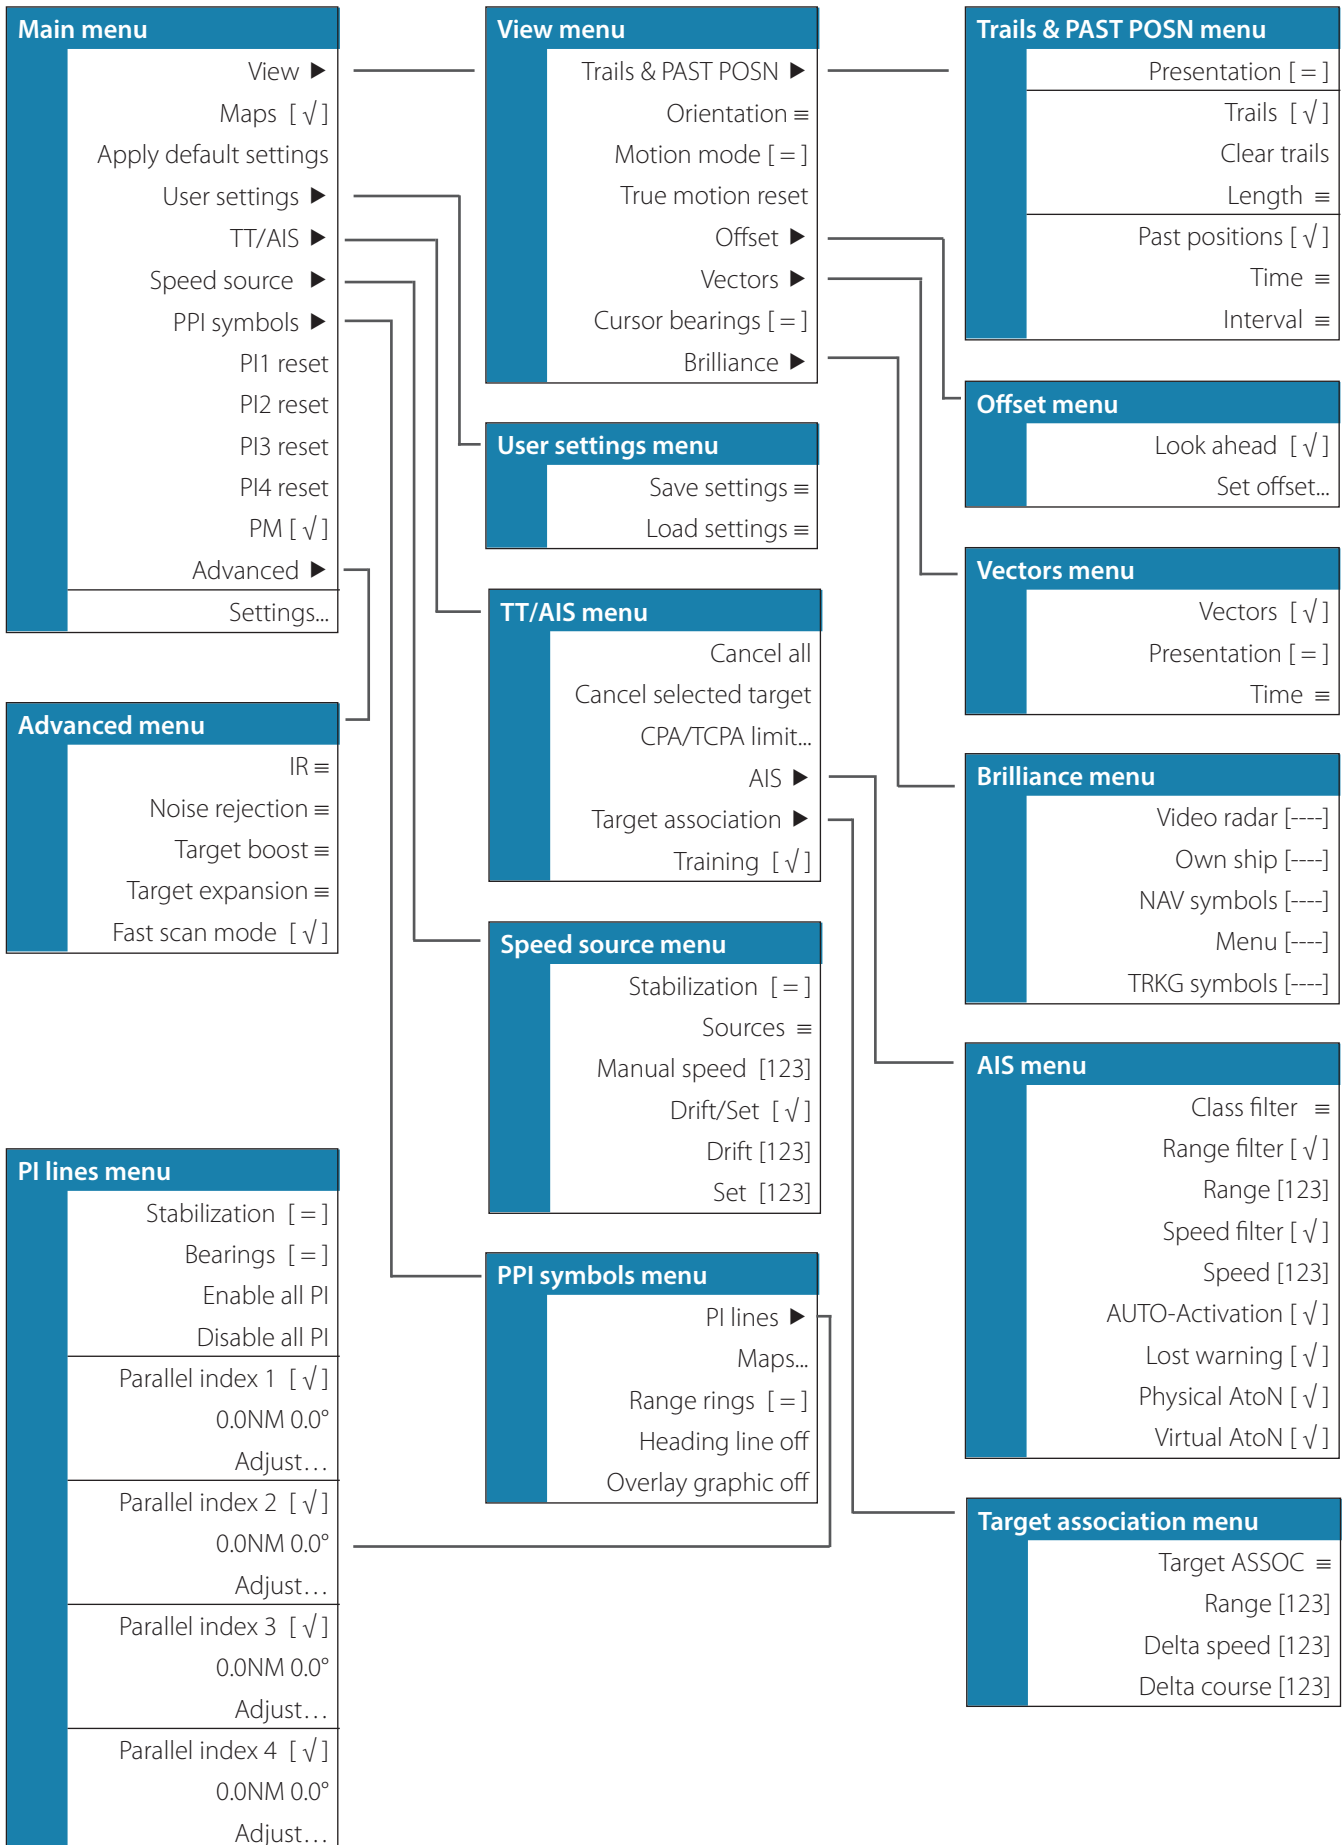 Main menu
View ▶
Maps [ √ ]
Apply default settings
User settings ▶
TT/AIS ▶
Speed source ▶
PPI symbols ▶
PI1 reset
PI2 reset
PI3 reset
PI4 reset
PM [ √ ]
Advanced ▶
Settings...
Advanced menu
IR ≡
Noise rejection ≡
Target boost ≡
Target expansion ≡
Fast scan mode [ √ ]
PI lines menu
Stabilization [ = ]
Bearings [ = ]
Enable all PI
Disable all PI
Parallel index 1 [ √ ]
0.0NM 0.0°
Adjust…
Parallel index 2 [ √ ]
0.0NM 0.0°
Adjust…
Parallel index 3 [ √ ]
0.0NM 0.0°
Adjust…
Parallel index 4 [ √ ]
0.0NM 0.0°
Adjust…
View menu
Trails & PAST POSN ▶
Orientation ≡
Motion mode [ = ]
True motion reset
Offset ▶
Vectors ▶
Cursor bearings [ = ]
Brilliance ▶
User settings menu
Save settings ≡
Load settings ≡
TT/AIS menu
Cancel all
Cancel selected target
CPA/TCPA limit...
AIS ▶
Target association ▶
Training [ √ ]
Speed source menu
Stabilization [ = ]
Sources ≡
Manual speed [123]
Drift/Set [ √ ]
Drift [123]
Set [123]
PPI symbols menu
PI lines ▶
Maps...
Range rings [ = ]
Heading line off
Overlay graphic off
Trails & PAST POSN menu
Presentation [ = ]
Trails [ √ ]
Clear trails
Length ≡
Past positions [ √ ]
Time ≡
Interval ≡
Offset menu
Look ahead [ √ ]
Set offset...
Vectors menu
Vectors [ √ ]
Presentation [ = ]
Time ≡
Brilliance menu
Video radar [----]
Own ship [----]
NAV symbols [----]
Menu [----]
TRKG symbols [----]
AIS menu
Class filter ≡
Range filter [ √ ]
Range [123]
Speed filter [ √ ]
Speed [123]
AUTO-Activation [ √ ]
Lost warning [ √ ]
Physical AtoN [ √ ]
Virtual AtoN [ √ ]
Target association menu
Target ASSOC ≡
Range [123]
Delta speed [123]
Delta course [123]